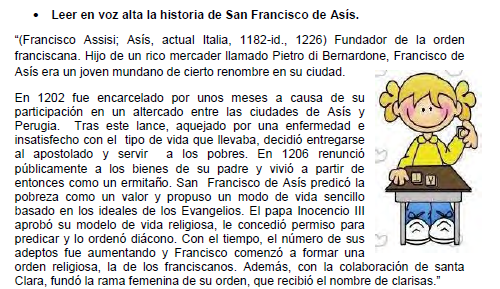 • Leer en voz alta la historia de San Francisco de Asís.
“(Francisco Assisi; Asís, actual Italia, 1182-id., 1226) Fundador de la orden
franciscana. Hijo de un rico mercader llamado Pietro di Bernardone, Francisco de
Asís era un joven mundano de cierto renombre en su ciudad.
En 1202 fue encarcelado por unos meses a causa de su
participación en un altercado entre las ciudades de Asís y
Perugia. Tras este lance, aquejado por una enfermedad e
insatisfecho con el tipo de vida que llevaba, decidió entregarse
al apostolado y servir a los pobres. En 1206 renunció
públicamente a los bienes de su padre y vivió a partir de
entonces como un ermitaño. San Francisco de Asís predicó la
pobreza como un valor y propuso un modo de vida sencillo
basado en los ideales de los Evangelios. El papa Inocencio III
aprobó su modelo de vida religiosa, le concedió permiso para
predicar y lo ordenó diácono. Con el tiempo, el número de sus
adeptos fue aumentando y Francisco comenzó a formar una
orden religiosa, la de los franciscanos. Además, con la colaboración de santa
Clara, fundó la rama femenina de su orden, que recibió el nombre de clarisas.”